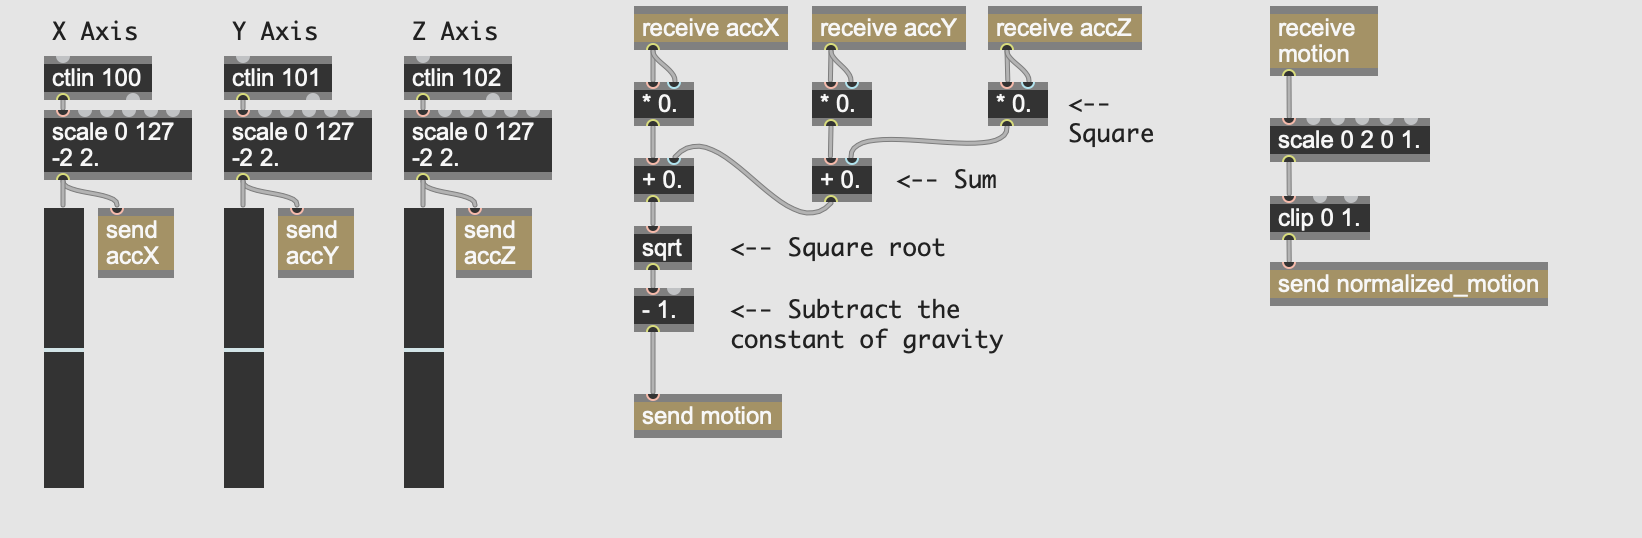 X Axis
Y Axis
Z Axis
ctlin 100
ctlin 101
ctlin 102
scale 0 127
-2 2.
scale 0 127
-2 2.
scale 0 127
-2 2.
send
accX
send
accY
send
accZ
receive accX
receive accY
receive accZ
* 0.
* 0.
* 0.
<--
Square
+ 0.
+ 0.
<-- Sum
sqrt
<-- Square root
- 1.
<-- Subtract the
constant of gravity
send motion
receive
motion
scale 0 2 0 1.
clip 0 1.
send normalized_motion